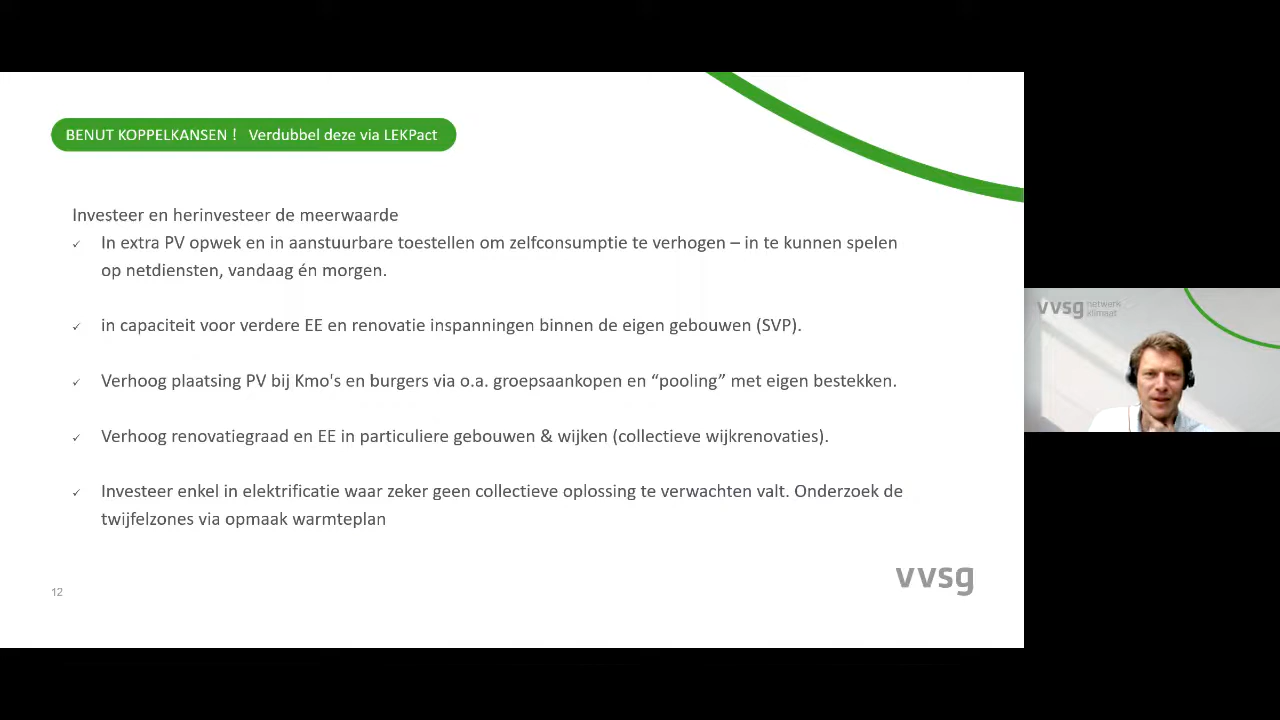 BENUT KOPPELKANSEN ! Verdubbel deze via LEKPact
Investeer en herinvesteer de meerwaarde
✓ In extra PV opwek en in aanstuurbare toestellen om zelfconsumptie te verhogen – in te kunnen spelen
op netdiensten, vandaag én morgen.
✓ in capaciteit voor verdere EE en renovatie inspanningen binnen de eigen gebouwen (SVP).
✓ Verhoog plaatsing PV bij Kmo's en burgers via o.a. groepsaankopen en “pooling” met eigen bestekken.
✓ Verhoog renovatiegraad en EE in particuliere gebouwen & wijken (collectieve wijkrenovaties).
✓ Investeer enkel in elektrificatie waar zeker geen collectieve oplossing te verwachten valt. Onderzoek de
twijfelzones via opmaak warmteplan
12
vvsg
vvsg netwerk
klimaat